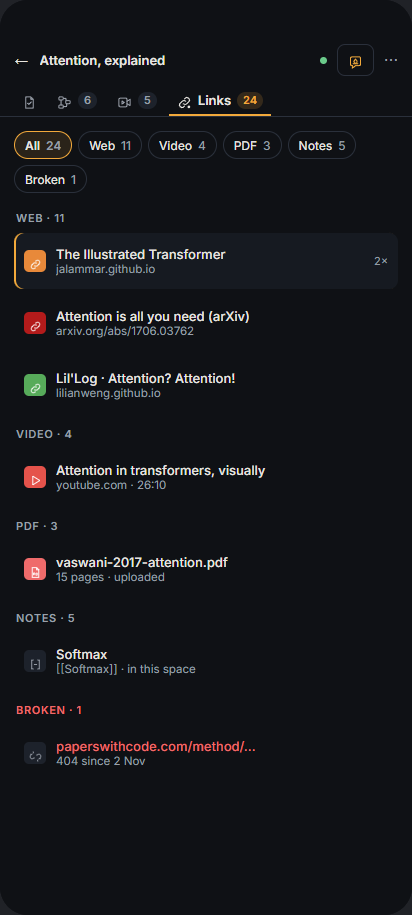 ← Attention, explained ⋯
6 5 Links 24
All 24 Web 11 Video 4 PDF 3 Notes 5
Broken 1
WEB · 11
The Illustrated Transformer
jalammar.github.io
2×
Attention is all you need (arXiv)
arxiv.org/abs/1706.03762
Lil'Log · Attention? Attention!
lilianweng.github.io
VIDEO · 4
Attention in transformers, visually
youtube.com · 26:10
PDF · 3
vaswani-2017-attention.pdf
15 pages · uploaded
NOTES · 5
Softmax
[[Softmax]] · in this space
BROKEN · 1
paperswithcode.com/method/...
404 since 2 Nov